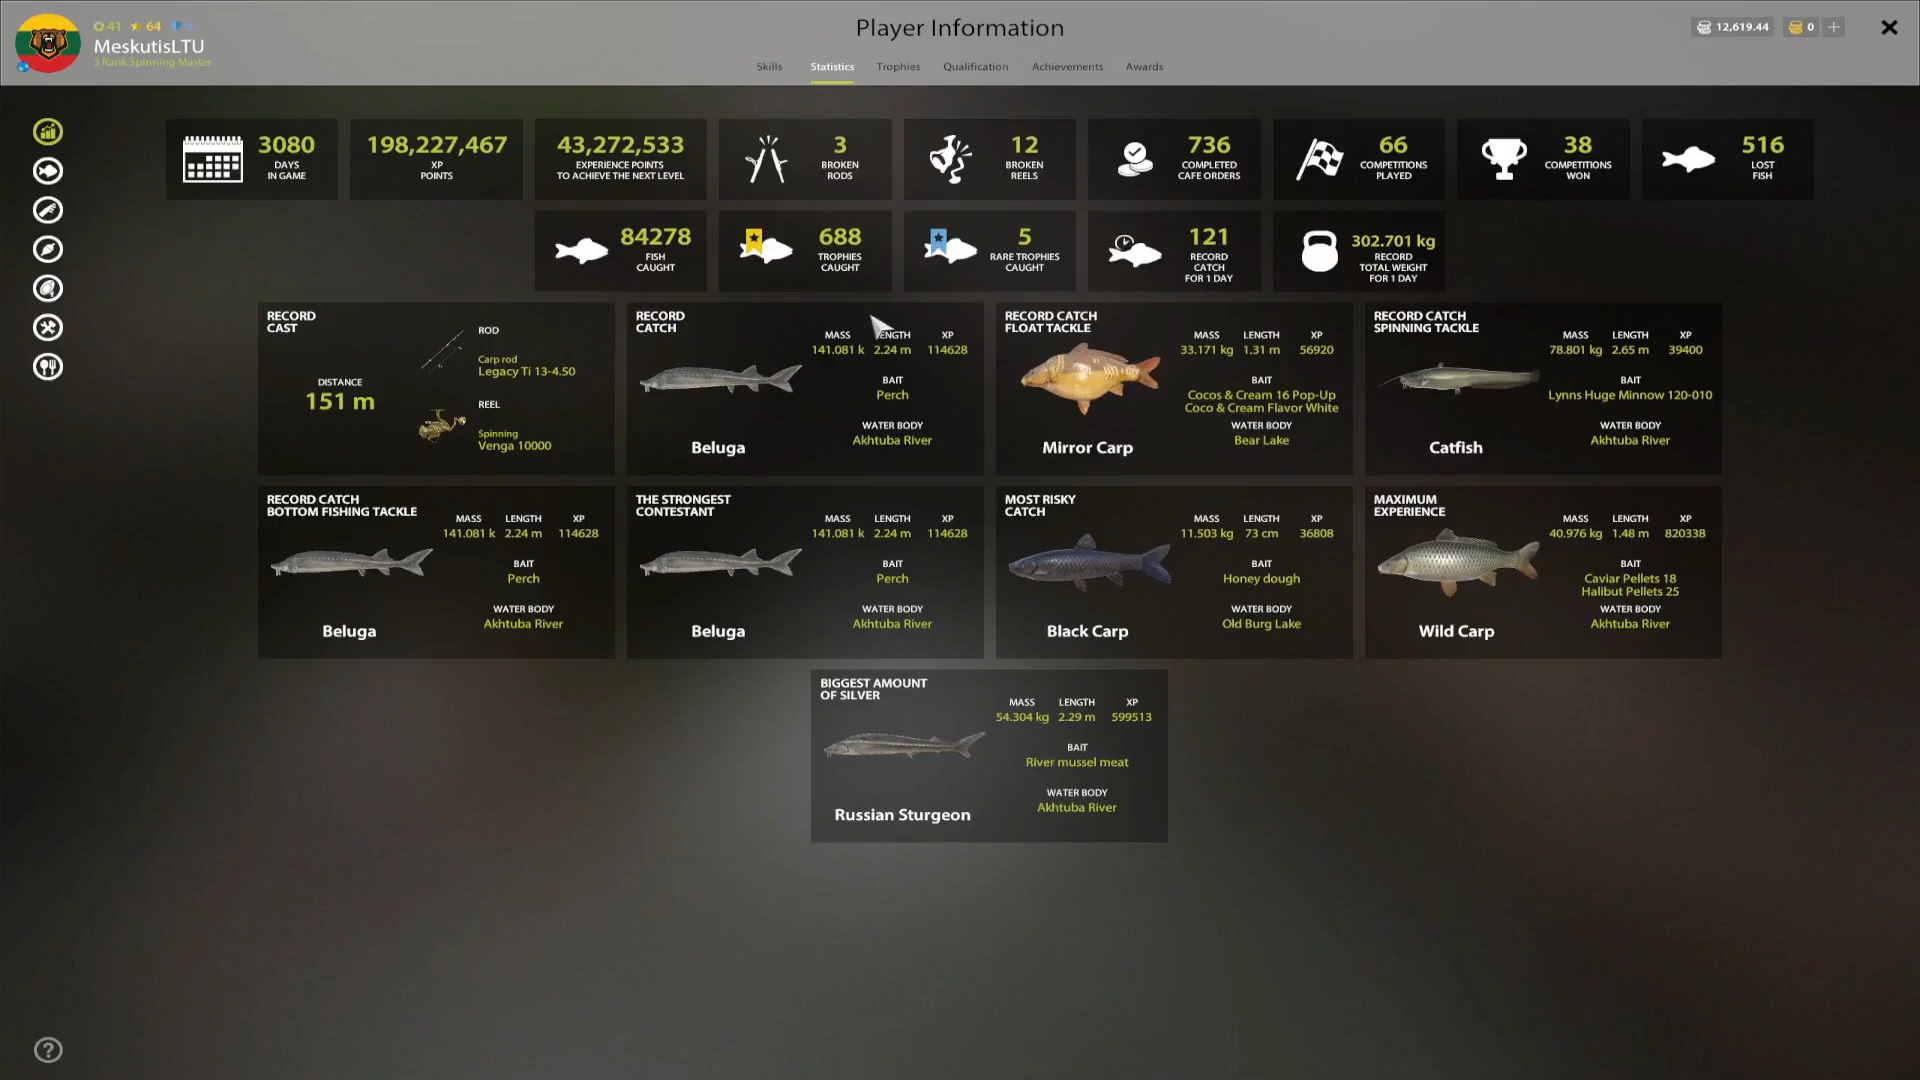 41 64 0
MeskutisLTU
3 Rank Spinning Master
Player Information
12,619.44 0 +
Skills Statistics Trophies Qualification Achievements Awards
3080
DAYS
IN GAME
198,227,467
XP
POINTS
43,272,533
EXPERIENCE POINTS
TO ACHIEVE THE NEXT LEVEL
3
BROKEN
RODS
12
BROKEN
REELS
736
COMPLETED
CAFE ORDERS
66
COMPETITIONS
PLAYED
38
COMPETITIONS
WON
516
LOST
FISH
84278
FISH
CAUGHT
688
TROPHIES
CAUGHT
5
RARE TROPHIES
CAUGHT
121
RECORD
CATCH
FOR 1 DAY
302.701 kg
RECORD
TOTAL WEIGHT
FOR 1 DAY
RECORD
CAST
DISTANCE
151 m
ROD
Carp rod
Legacy Ti 13-4.50
REEL
Spinning
Venga 10000
RECORD
CATCH
MASS LENGTH XP
141.081 k 2.24 m 114628
BAIT
Perch
WATER BODY
Akhtuba River
Beluga
RECORD CATCH
FLOAT TACKLE
MASS LENGTH XP
33.171 kg 1.31 m 56920
BAIT
Cocos & Cream 16 Pop-Up
Coco & Cream Flavor White
WATER BODY
Bear Lake
Mirror Carp
RECORD CATCH
SPINNING TACKLE
MASS LENGTH XP
78.801 kg 2.65 m 39400
BAIT
Lynns Huge Minnow 120-010
WATER BODY
Akhtuba River
Catfish
RECORD CATCH
BOTTOM FISHING TACKLE
MASS LENGTH XP
141.081 k 2.24 m 114628
BAIT
Perch
WATER BODY
Akhtuba River
Beluga
THE STRONGEST
CONTESTANT
MASS LENGTH XP
141.081 k 2.24 m 114628
BAIT
Perch
WATER BODY
Akhtuba River
Beluga
MOST RISKY
CATCH
MASS LENGTH XP
11.503 kg 73 cm 36808
BAIT
Honey dough
WATER BODY
Old Burg Lake
Black Carp
MAXIMUM
EXPERIENCE
MASS LENGTH XP
40.976 kg 1.48 m 820338
BAIT
Caviar Pellets 18
Halibut Pellets 25
WATER BODY
Akhtuba River
Wild Carp
BIGGEST AMOUNT
OF SILVER
MASS LENGTH XP
54.304 kg 2.29 m 599513
BAIT
River mussel meat
WATER BODY
Akhtuba River
Russian Sturgeon
?